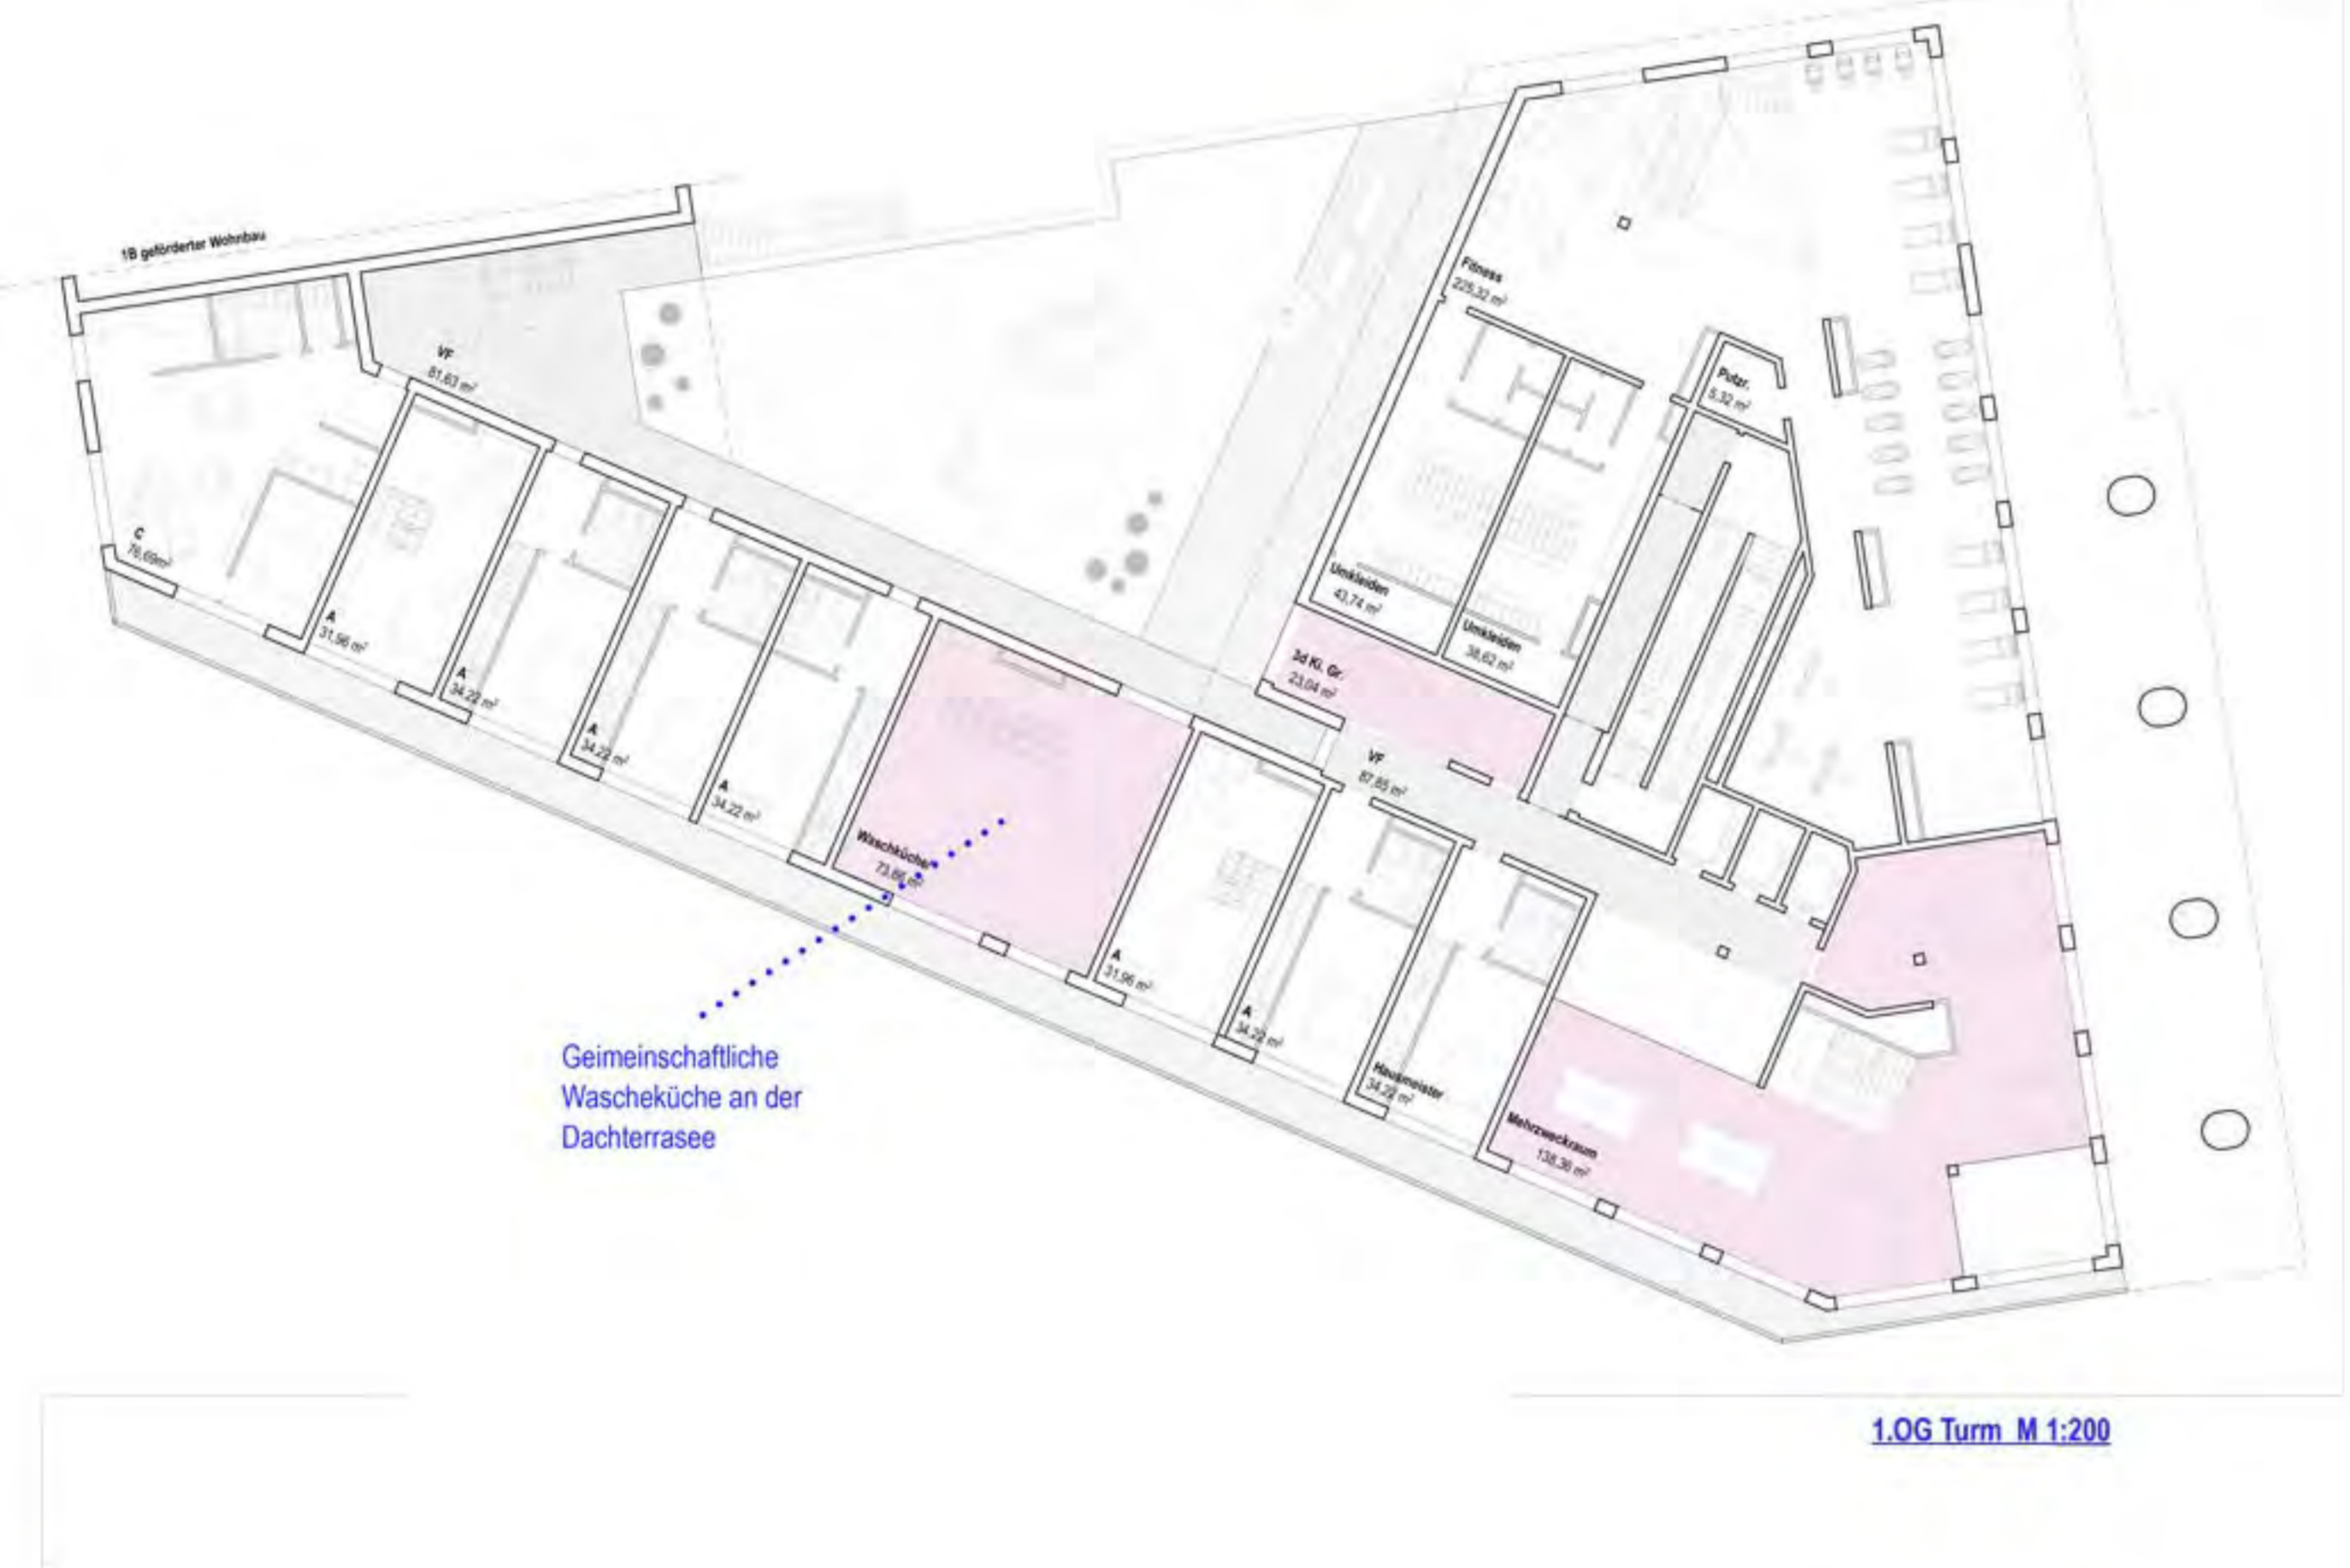 1B geförderter Wohnbau
VF
81,63 m²
C
76,69m²
A
31,96 m²
A
34,22 m²
A
34,22 m²
A
34,22 m²
Waschküche
73,86 m²
A
31,96 m²
A
34,22 m²
Hausmeister
34,22 m²
Mehrzweckraum
138,36 m²
Fitness
225,32 m²
Putzr.
5,32 m²
Umkleiden
43,74 m²
Umkleiden
38,62 m²
3d Ki. Gr.
23,04 m²
VF
87,85 m²
Geimeinschaftliche
Wascheküche an der
Dachterrasee
1.OG Turm M 1:200